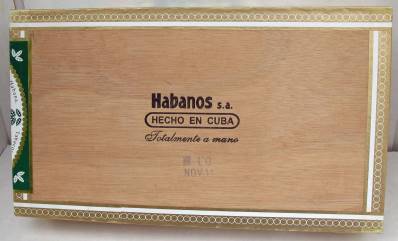 Habanos s.a.
HECHO EN CUBA
Totalmente a mano
NOV 11